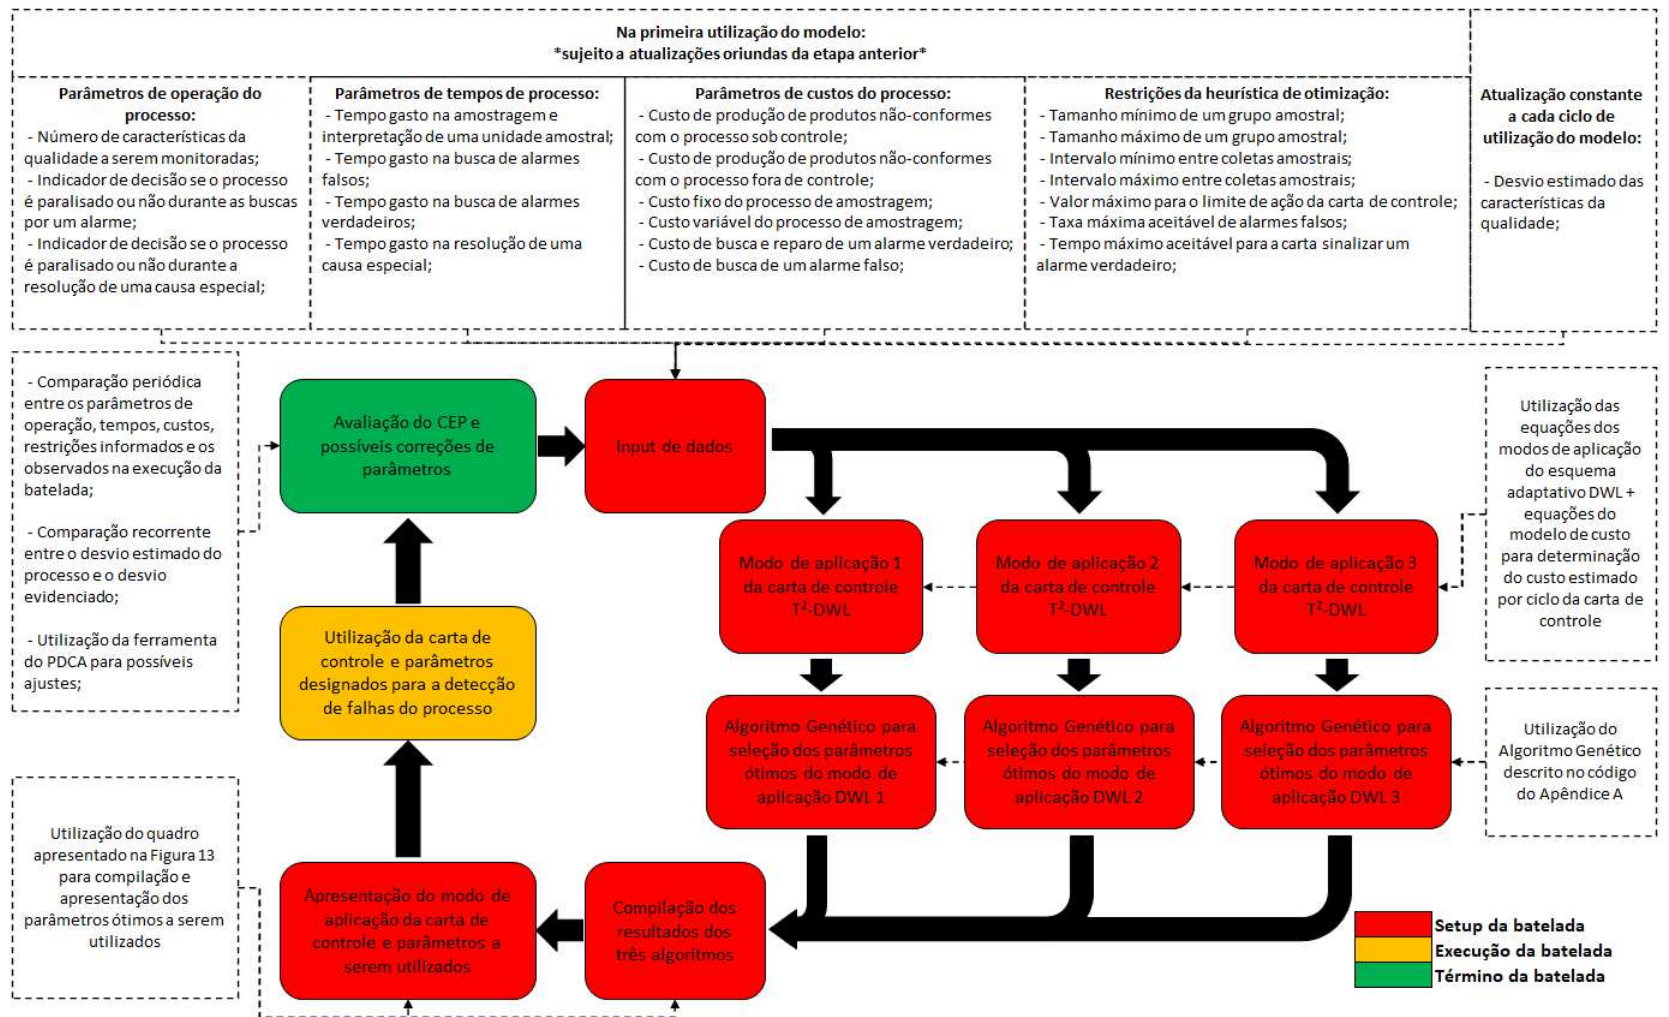 Na primeira utilização do modelo:
*sujeito a atualizações oriundas da etapa anterior*
Parâmetros de operação do
processo:
- Número de características da
qualidade a serem monitoradas;
- Indicador de decisão se o processo
é paralisado ou não durante as buscas
por um alarme;
- Indicador de decisão se o processo
é paralisado ou não durante a
resolução de uma causa especial;
Parâmetros de tempos de processo:
- Tempo gasto na amostragem e
interpretação de uma unidade amostral;
- Tempo gasto na busca de alarmes
falsos;
- Tempo gasto na busca de alarmes
verdadeiros;
- Tempo gasto na resolução de uma
causa especial;
Parâmetros de custos do processo:
- Custo de produção de produtos não-conformes
com o processo sob controle;
- Custo de produção de produtos não-conformes
com o processo fora de controle;
- Custo fixo do processo de amostragem;
- Custo variável do processo de amostragem;
- Custo de busca e reparo de um alarme verdadeiro;
- Custo de busca de um alarme falso;
Restrições da heurística de otimização:
- Tamanho mínimo de um grupo amostral;
- Tamanho máximo de um grupo amostral;
- Intervalo mínimo entre coletas amostrais;
- Intervalo máximo entre coletas amostrais;
- Valor máximo para o limite de ação da carta de controle;
- Taxa máxima aceitável de alarmes falsos;
- Tempo máximo aceitável para a carta sinalizar um
alarme verdadeiro;
Atualização constante
a cada ciclo de
utilização do modelo:
- Desvio estimado das
características da
qualidade;
- Comparação periódica
entre os parâmetros de
operação, tempos, custos,
restrições informados e os
observados na execução da
batelada;
- Comparação recorrente
entre o desvio estimado do
processo e o desvio
evidenciado;
- Utilização da ferramenta
do PDCA para possíveis
ajustes;
Avaliação do CEP e
possíveis correções de
parâmetros
Input de dados
Utilização das
equações dos
modos de aplicação
do esquema
adaptativo DWL +
equações do
modelo de custo
para determinação
do custo estimado
por ciclo da carta de
controle
Modo de aplicação 1
da carta de controle
T²-DWL
Modo de aplicação 2
da carta de controle
T²-DWL
Modo de aplicação 3
da carta de controle
T²-DWL
Utilização da carta de
controle e parâmetros
designados para a detecção
de falhas do processo
Algoritmo Genético para
seleção dos parâmetros
ótimos do modo de
aplicação DWL 1
Algoritmo Genético para
seleção dos parâmetros
ótimos do modo de
aplicação DWL 2
Algoritmo Genético para
seleção dos parâmetros
ótimos do modo de
aplicação DWL 3
Utilização do
Algoritmo Genético
descrito no código
do Apêndice A
Utilização do quadro
apresentado na Figura 13
para compilação e
apresentação dos
parâmetros ótimos a serem
utilizados
Apresentação do modo de
aplicação da carta de
controle e parâmetros a
serem utilizados
Compilação dos
resultados dos
três algoritmos
Setup da batelada
Execução da batelada
Término da batelada